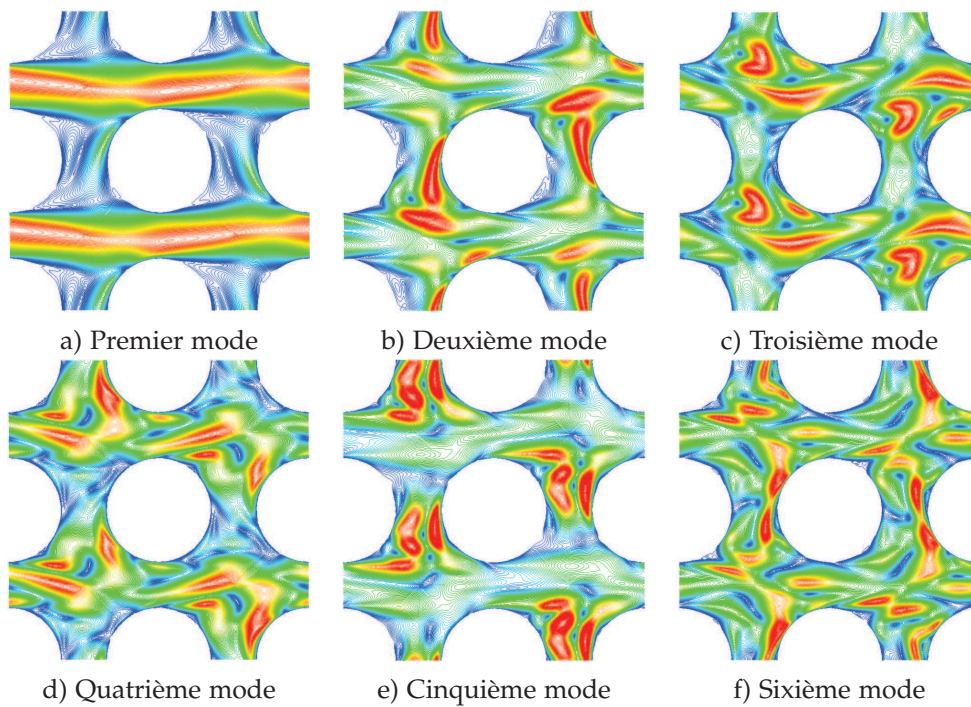 a) Premier mode
b) Deuxième mode
c) Troisième mode
d) Quatrième mode
e) Cinquième mode
f) Sixième mode